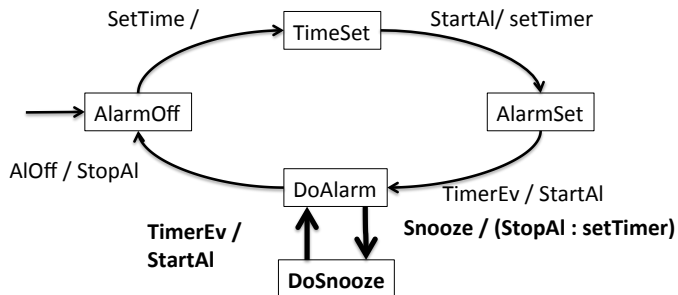 SetTime /
TimeSet
StartAl/ setTimer
AlarmOff
AlarmSet
AlOff / StopAl
DoAlarm
TimerEv / StartAl
TimerEv /
StartAl
Snooze / (StopAl : setTimer)
DoSnooze